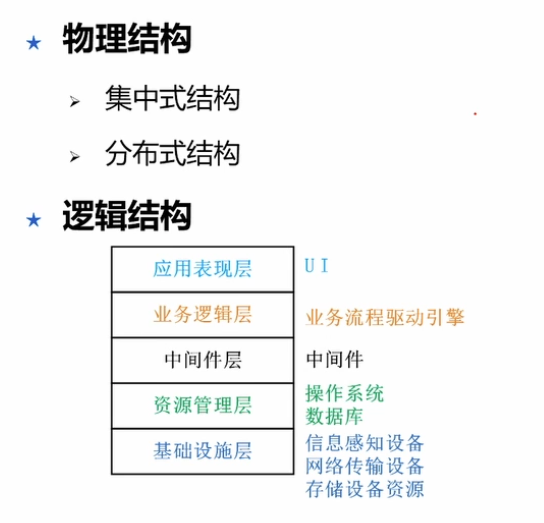 物理结构
集中式结构
分布式结构
逻辑结构
应用表现层 UI
业务逻辑层 业务流程驱动引擎
中间件层 中间件
资源管理层 操作系统
数据库
基础设施层 信息感知设备
网络传输设备
存储设备资源